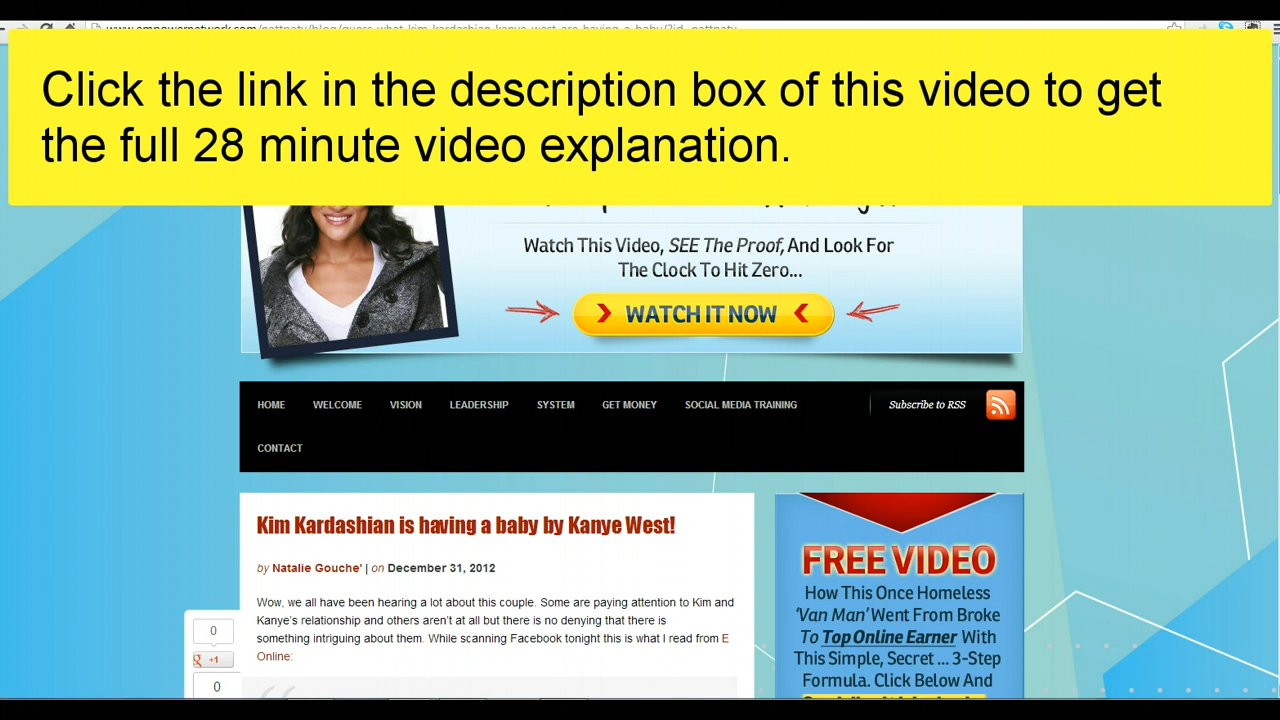 Click the link in the description box of this video to get
the full 28 minute video explanation.
Watch This Video, SEE The Proof, And Look For
The Clock To Hit Zero...
WATCH IT NOW
HOME WELCOME VISION LEADERSHIP SYSTEM GET MONEY SOCIAL MEDIA TRAINING
Subscribe to RSS
CONTACT
Kim Kardashian is having a baby by Kanye West!
by Natalie Gouche' | on December 31, 2012
Wow, we all have been hearing a lot about this couple. Some are paying attention to Kim and
Kanye's relationship and others aren't at all but there is no denying that there is
something intriguing about them. While scanning Facebook tonight this is what I read from E
Online:
0
+1
0
FREE VIDEO
How This Once Homeless
'Van Man' Went From Broke
To Top Online Earner With
This Simple, Secret ... 3-Step
Formula. Click Below And